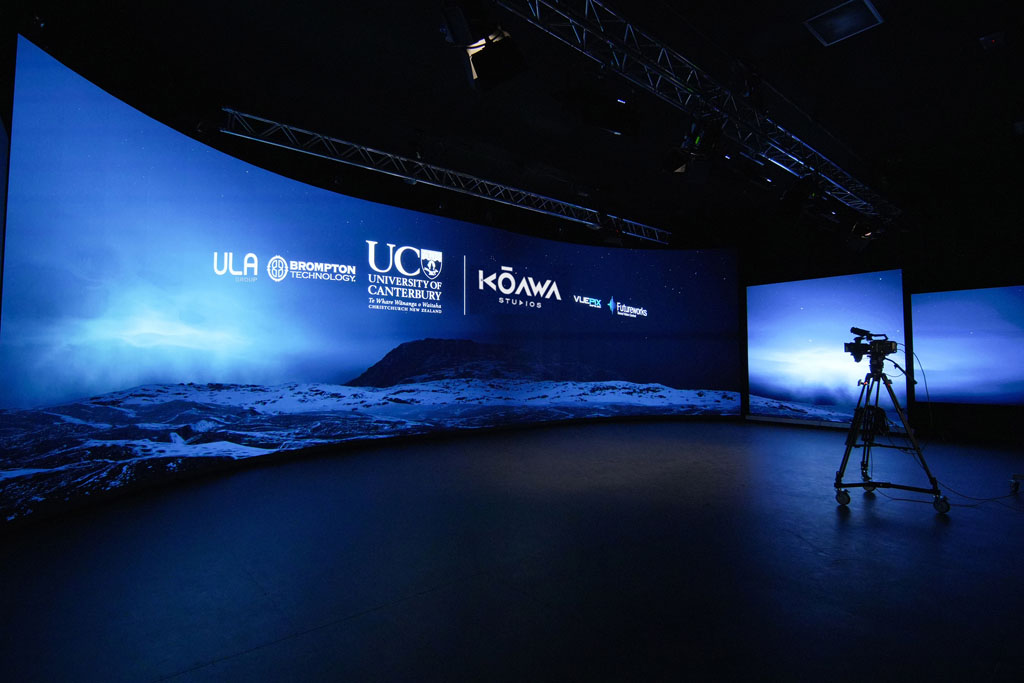 ULA
GROUP
BROMPTON
TECHNOLOGY.
UC
UNIVERSITY OF
CANTERBURY
Te Whare Wānanga o Waitaha
CHRISTCHURCH NEW ZEALAND
KŌAWA
STUDIOS
VUEPIX
Futureworks